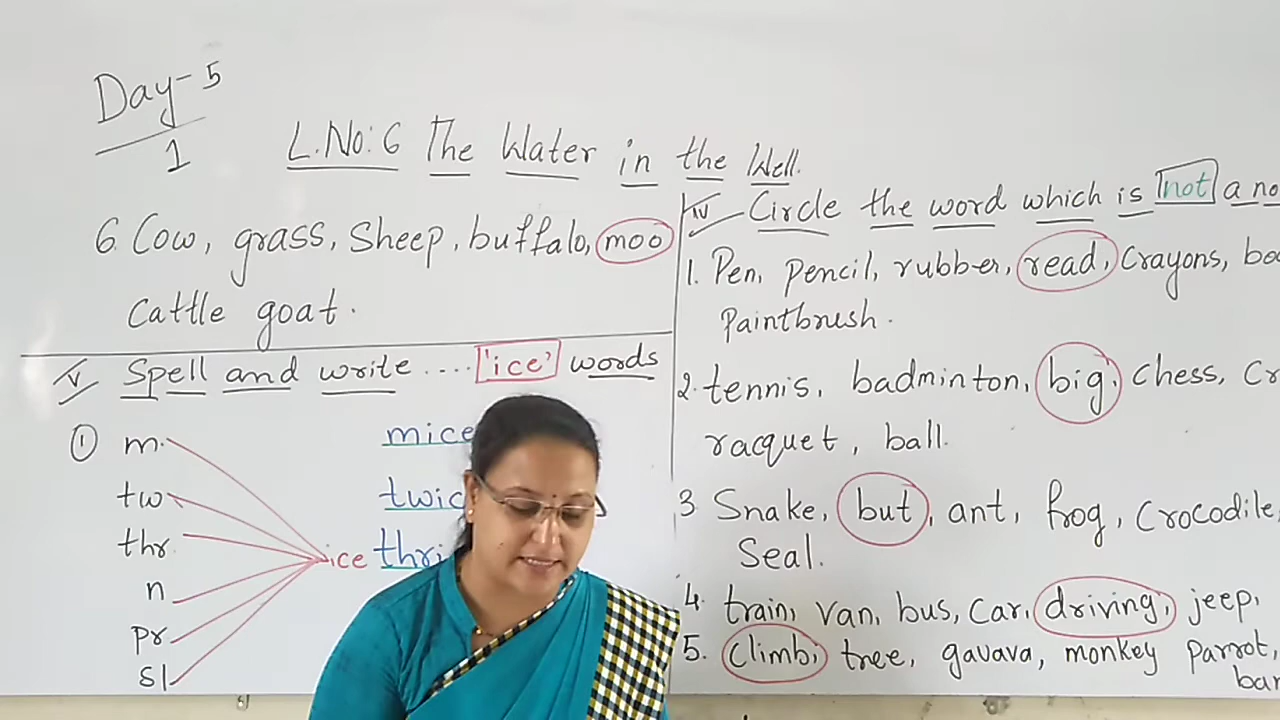 Day-5
1
L.No:6 The Water in the Well.
6. Cow, grass, Sheep, buffalo, moo
Cattle goat.
V Spell and write .... 'ice' words
① m
tw
thr
n
pr
sl
ice
mice
IV Circle the word which is not a
1. Pen, pencil, rubber, read, Crayons,
Paintbrush.
2. tennis, badminton, big, chess,
racquet, ball.
3. Snake, but, ant, frog, crocodile,
Seal.
4. train, van, bus, car, driving, jeep,
5. climb, tree, gavava, monkey parrot,